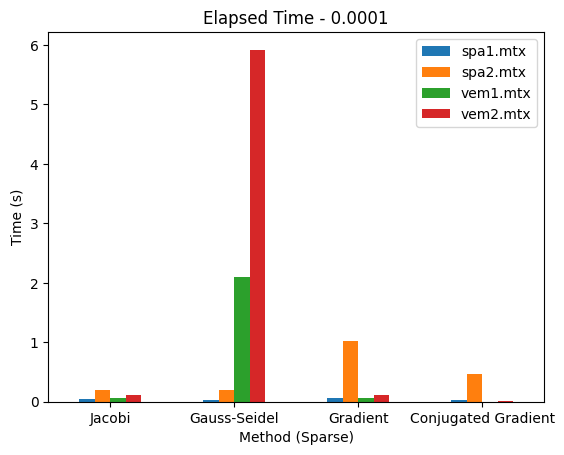 Elapsed Time - 0.0001
spa1.mtx
spa2.mtx
vem1.mtx
vem2.mtx
Time (s)
6
5
4
3
2
1
0
Jacobi Gauss-Seidel Gradient Conjugated Gradient
Method (Sparse)